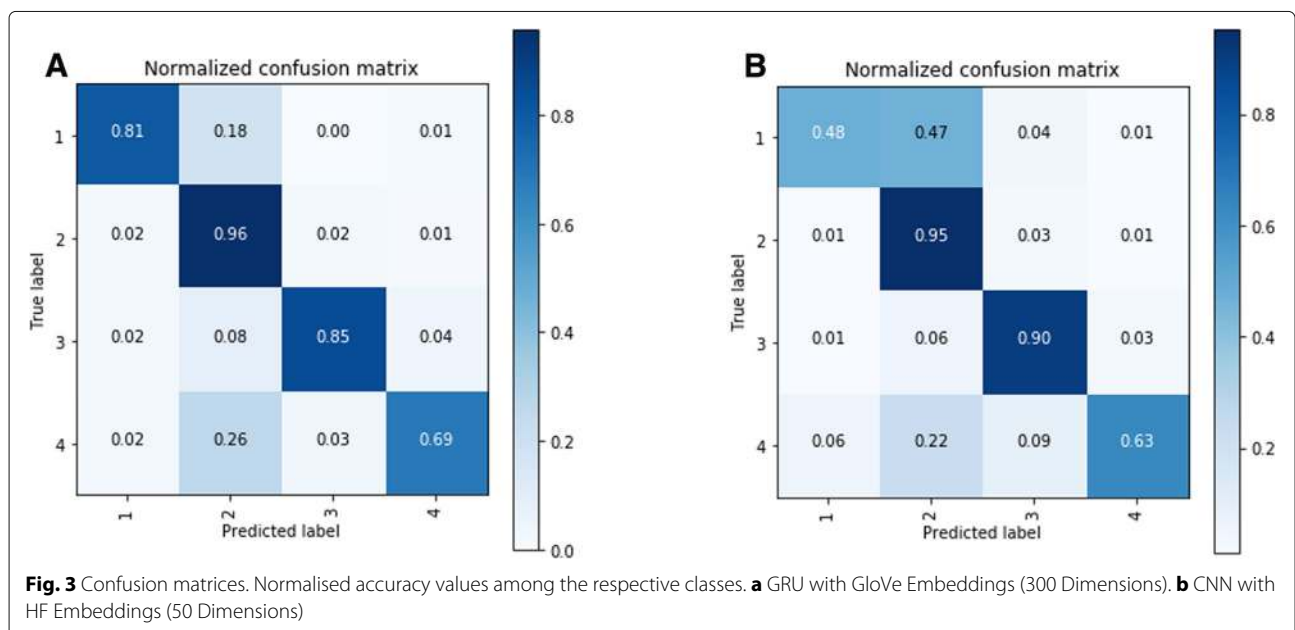 A
Normalized confusion matrix
True label
1
0.81 0.18 0.00 0.01
2
0.02 0.96 0.02 0.01
3
0.02 0.08 0.85 0.04
4
0.02 0.26 0.03 0.69
1 2 3 4
Predicted label
0.8
0.6
0.4
0.2
0.0
B
Normalized confusion matrix
True label
1
0.48 0.47 0.04 0.01
2
0.01 0.95 0.03 0.01
3
0.01 0.06 0.90 0.03
4
0.06 0.22 0.09 0.63
1 2 3 4
Predicted label
0.8
0.6
0.4
0.2
Fig. 3 Confusion matrices. Normalised accuracy values among the respective classes. a GRU with GloVe Embeddings (300 Dimensions). b CNN with
HF Embeddings (50 Dimensions)